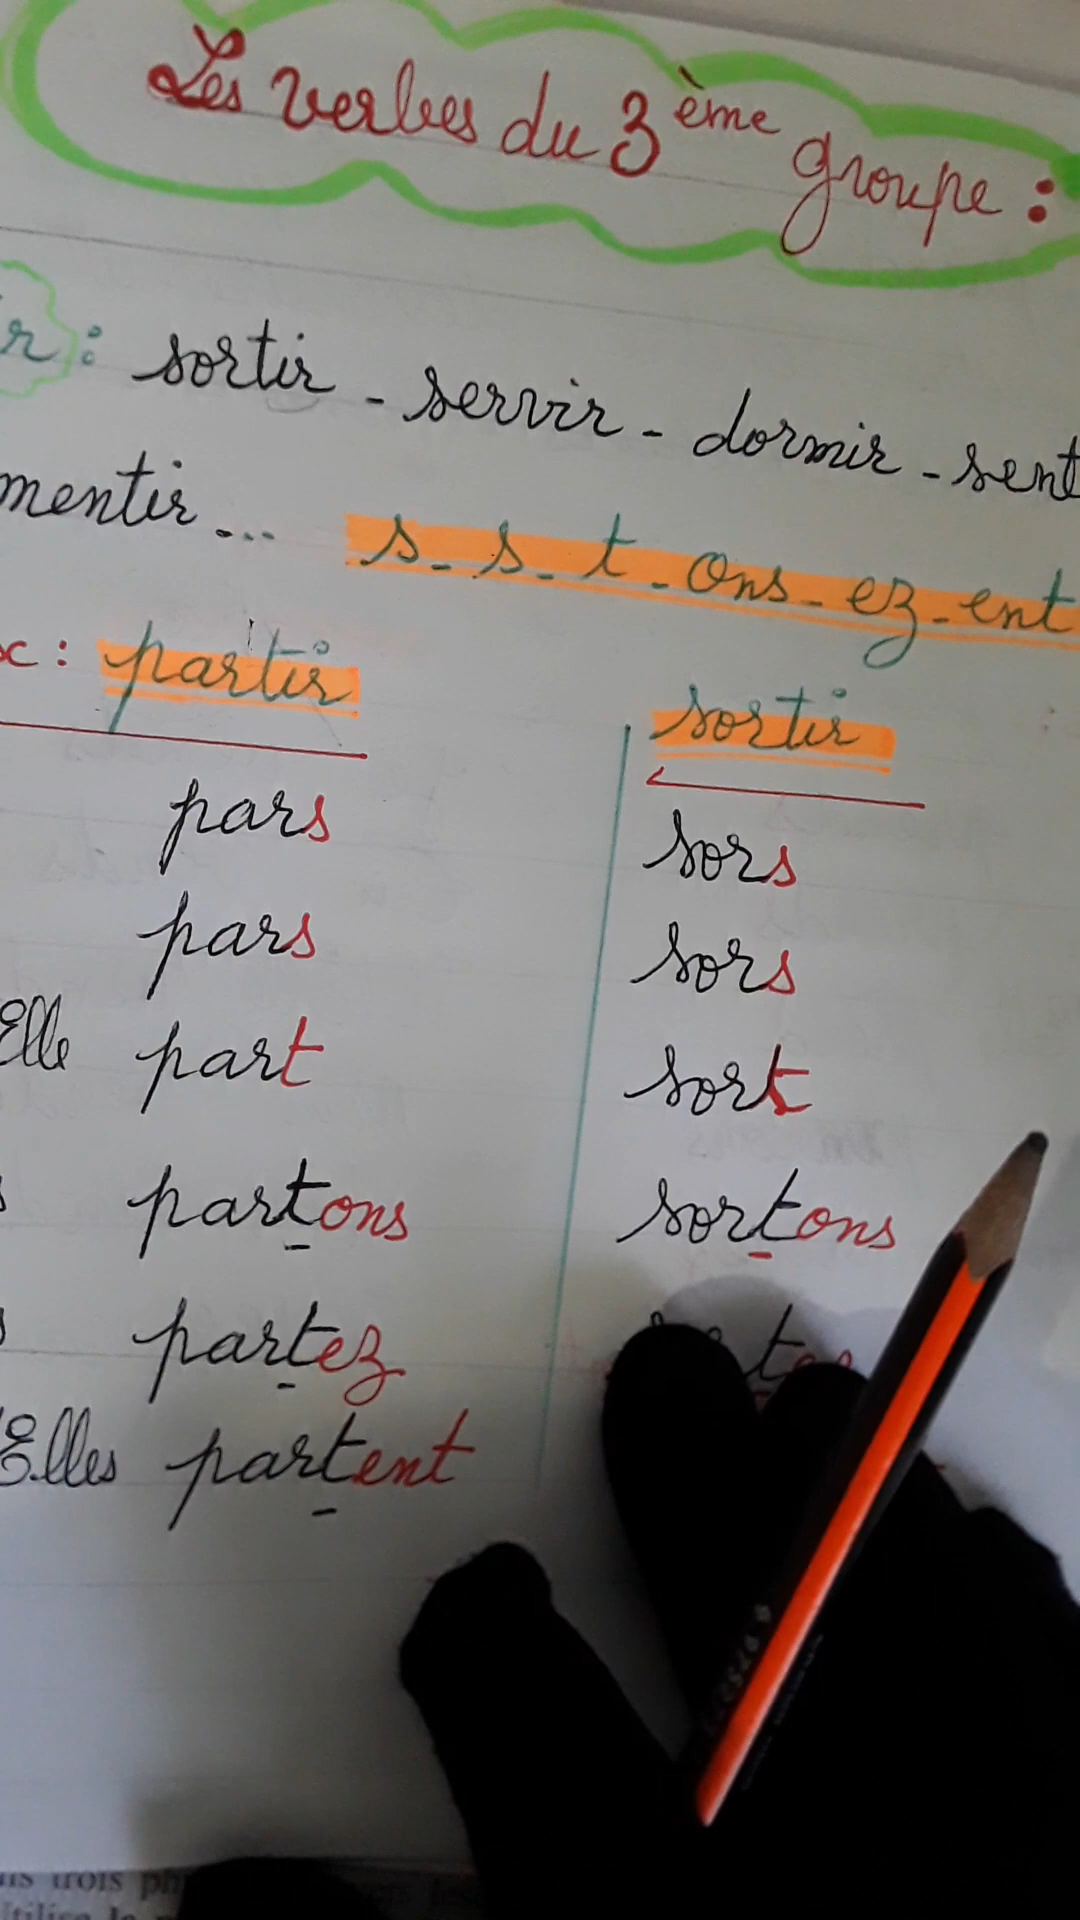 Les verbes du 3ème groupe :
r : sortir - servir - dormir - sent
mentir ... s - s - t - ons - ez - ent
x : partir sortir
pars sors
pars sors
Elle part sort
s partons sortons
s partez
Elles partent
trois